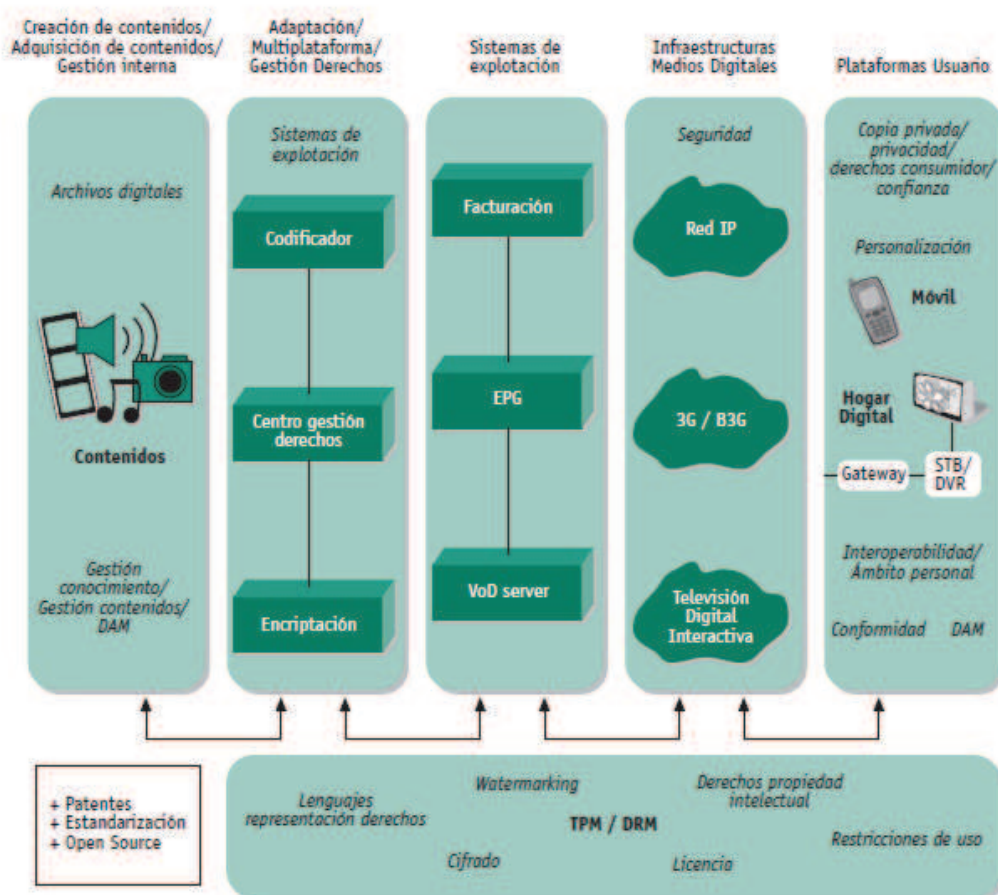 Creación de contenidos/
Adquisición de contenidos/
Gestión interna
Adaptación/
Multiplataforma/
Gestión Derechos
Sistemas de
explotación
Infraestructuras
Medios Digitales
Plataformas Usuario
Archivos digitales
Contenidos
Gestión
conocimiento/
Gestión contenidos/
DAM
Sistemas de
explotación
Codificador
Centro gestión
derechos
Encriptación
Facturación
EPG
VoD server
Seguridad
Red IP
3G / B3G
Televisión
Digital
Interactiva
Copia privada/
privacidad/
derechos consumidor/
confianza
Personalización
Móvil
Hogar
Digital
Gateway
STB/
DVR
Interoperabilidad/
Ámbito personal
Conformidad DAM
+ Patentes
+ Estandarización
+ Open Source
Lenguajes
representación derechos
Watermarking
Derechos propiedad
intelectual
TPM / DRM
Cifrado
Licencia
Restricciones de uso